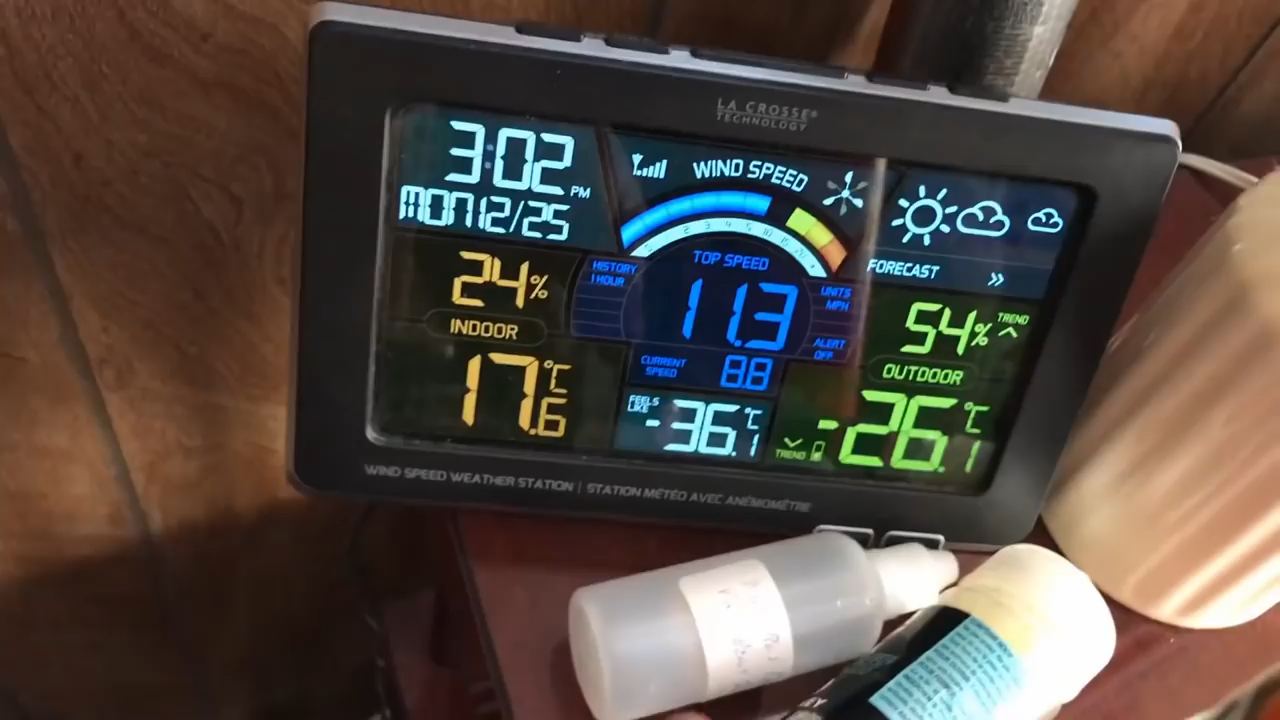 LA CROSSE®
TECHNOLOGY
3:02 PM
MON 12/25
24%
INDOOR
17.6 °C
WIND SPEED
TOP SPEED
HISTORY
1 HOUR
11.3
UNITS
MPH
ALERT
OFF
CURRENT
SPEED
8.8
FEELS
LIKE
-36.1 °C
FORECAST »
54% TREND
OUTDOOR
-26.1 °C
TREND
WIND SPEED WEATHER STATION | STATION MÉTÉO AVEC ANÉMOMÈTRE